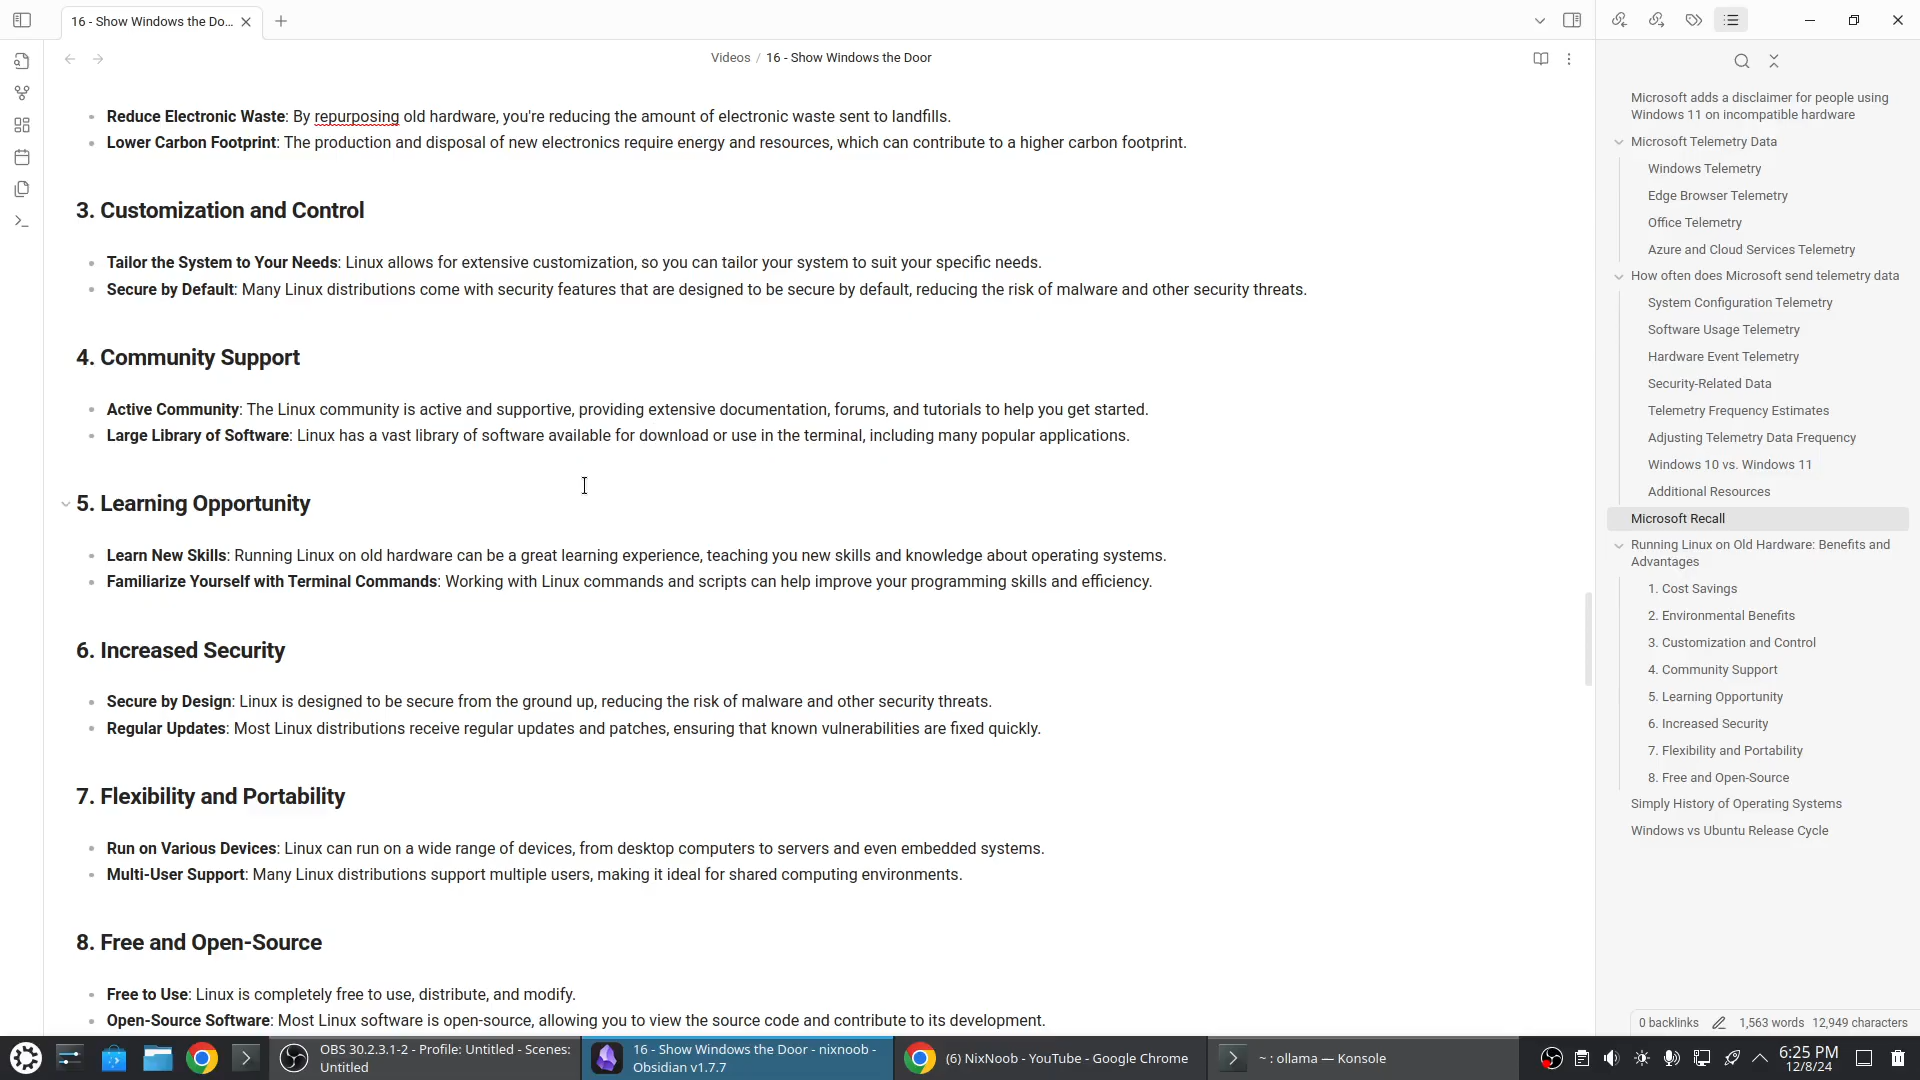 16 - Show Windows the Do...
Videos / 16 - Show Windows the Door
Reduce Electronic Waste: By repurposing old hardware, you're reducing the amount of electronic waste sent to landfills.
Lower Carbon Footprint: The production and disposal of new electronics require energy and resources, which can contribute to a higher carbon footprint.
3. Customization and Control
Tailor the System to Your Needs: Linux allows for extensive customization, so you can tailor your system to suit your specific needs.
Secure by Default: Many Linux distributions come with security features that are designed to be secure by default, reducing the risk of malware and other security threats.
4. Community Support
Active Community: The Linux community is active and supportive, providing extensive documentation, forums, and tutorials to help you get started.
Large Library of Software: Linux has a vast library of software available for download or use in the terminal, including many popular applications.
5. Learning Opportunity
Learn New Skills: Running Linux on old hardware can be a great learning experience, teaching you new skills and knowledge about operating systems.
Familiarize Yourself with Terminal Commands: Working with Linux commands and scripts can help improve your programming skills and efficiency.
6. Increased Security
Secure by Design: Linux is designed to be secure from the ground up, reducing the risk of malware and other security threats.
Regular Updates: Most Linux distributions receive regular updates and patches, ensuring that known vulnerabilities are fixed quickly.
7. Flexibility and Portability
Run on Various Devices: Linux can run on a wide range of devices, from desktop computers to servers and even embedded systems.
Multi-User Support: Many Linux distributions support multiple users, making it ideal for shared computing environments.
8. Free and Open-Source
Free to Use: Linux is completely free to use, distribute, and modify.
Open-Source Software: Most Linux software is open-source, allowing you to view the source code and contribute to its development.
Microsoft adds a disclaimer for people using
Windows 11 on incompatible hardware
Microsoft Telemetry Data
Windows Telemetry
Edge Browser Telemetry
Office Telemetry
Azure and Cloud Services Telemetry
How often does Microsoft send telemetry data
System Configuration Telemetry
Software Usage Telemetry
Hardware Event Telemetry
Security-Related Data
Telemetry Frequency Estimates
Adjusting Telemetry Data Frequency
Windows 10 vs. Windows 11
Additional Resources
Microsoft Recall
Running Linux on Old Hardware: Benefits and
Advantages
1. Cost Savings
2. Environmental Benefits
3. Customization and Control
4. Community Support
5. Learning Opportunity
6. Increased Security
7. Flexibility and Portability
8. Free and Open-Source
Simply History of Operating Systems
Windows vs Ubuntu Release Cycle
0 backlinks 1,563 words 12,949 characters
OBS 30.2.3.1-2 - Profile: Untitled - Scenes:
Untitled
16 - Show Windows the Door - nixnoob -
Obsidian v1.7.7
(6) NixNoob - YouTube - Google Chrome
~ : ollama — Konsole
6:25 PM
12/8/24